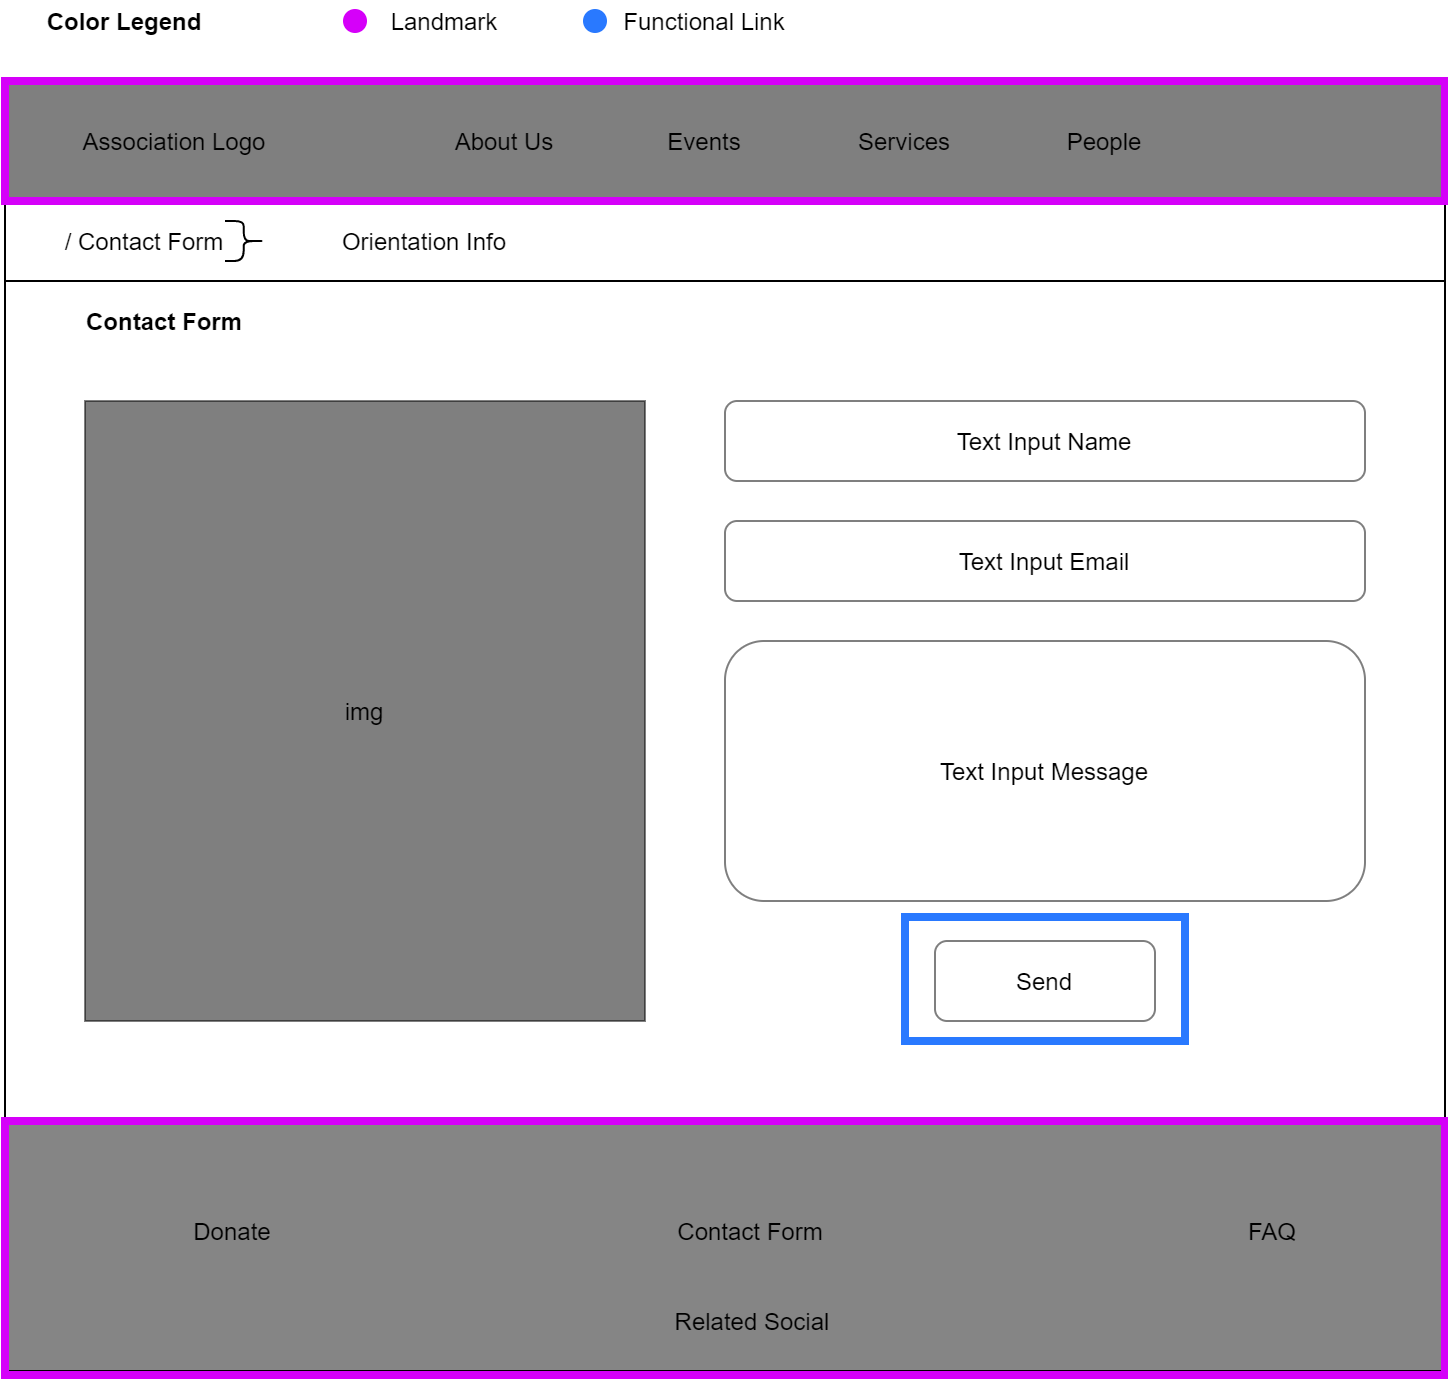 Color Legend Landmark Functional Link
Association Logo About Us Events Services People
/ Contact Form Orientation Info
Contact Form
Text Input Name
Text Input Email
img
Text Input Message
Send
Donate Contact Form FAQ
Related Social